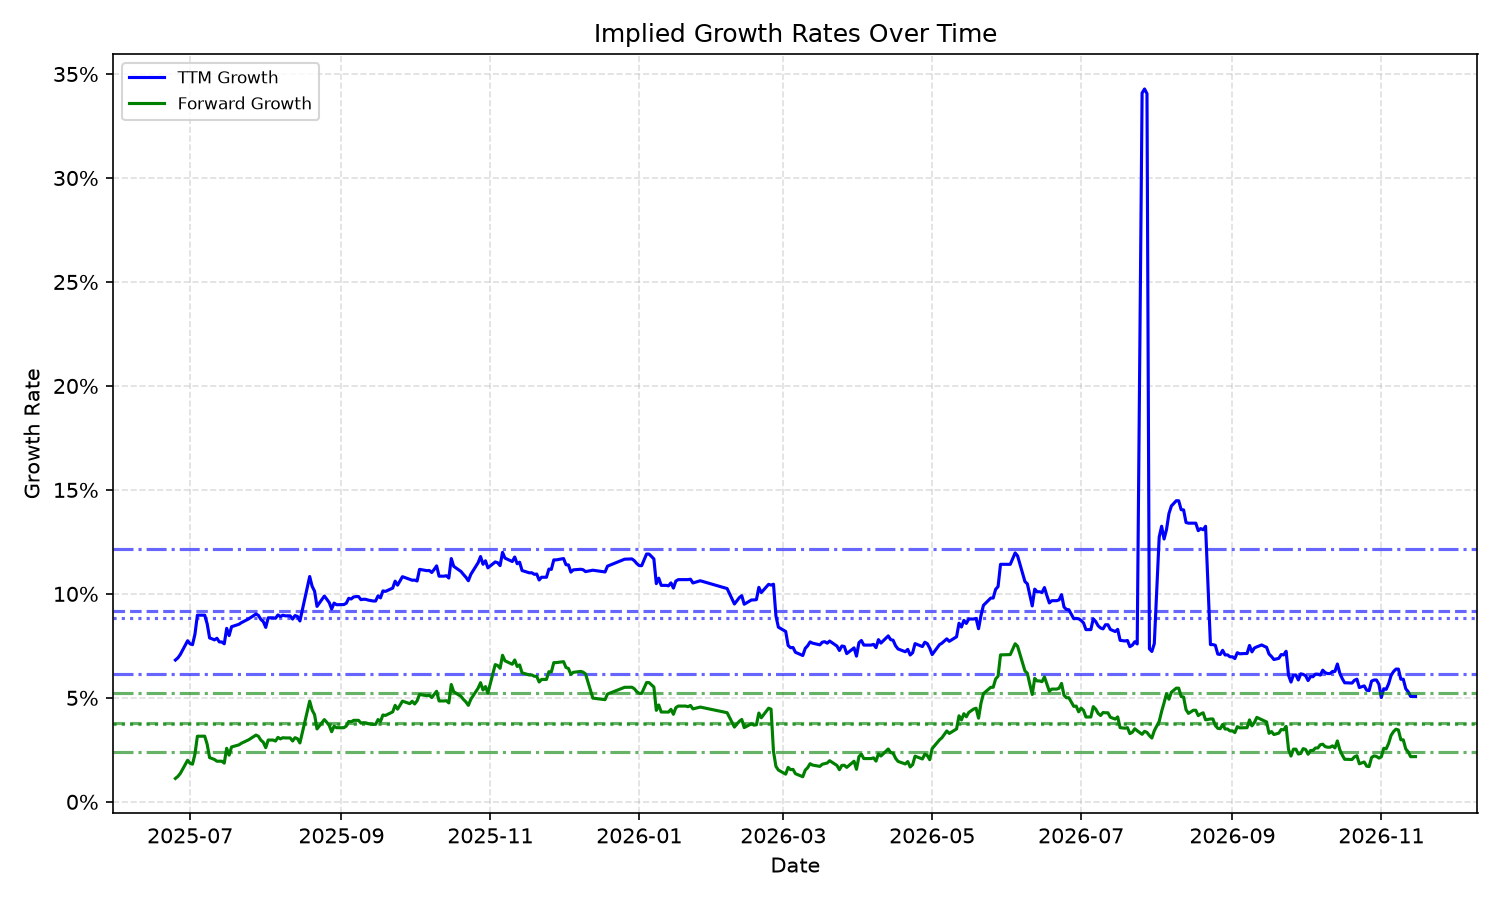 Implied Growth Rates Over Time
TTM Growth
Forward Growth
Growth Rate
35%
30%
25%
20%
15%
10%
5%
0%
2025-07 2025-09 2025-11 2026-01 2026-03 2026-05 2026-07 2026-09 2026-11
Date